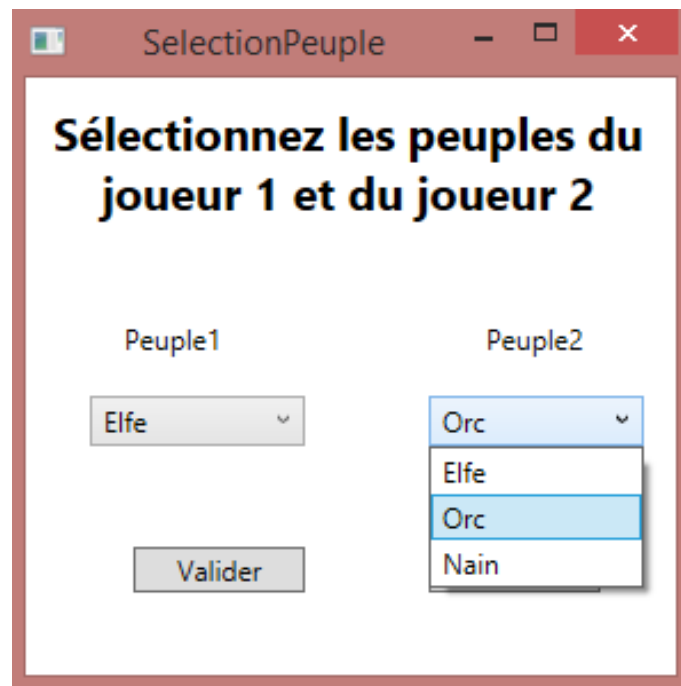 SelectionPeuple
Sélectionnez les peuples du
joueur 1 et du joueur 2
Peuple1 Peuple2
Elfe Orc
Elfe
Orc
Valider Nain